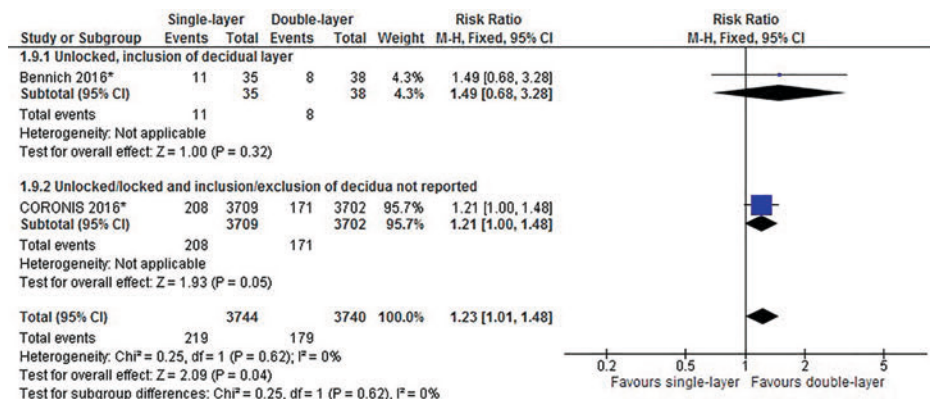 Single-layer Double-layer Risk Ratio Risk Ratio
Study or Subgroup Events Total Events Total Weight M-H, Fixed, 95% CI M-H, Fixed, 95% CI
1.9.1 Unlocked, inclusion of decidual layer
Bennich 2016* 11 35 8 38 4.3% 1.49 [0.68, 3.28]
Subtotal (95% CI) 35 38 4.3% 1.49 [0.68, 3.28]
Total events 11 8
Heterogeneity: Not applicable
Test for overall effect: Z = 1.00 (P = 0.32)
1.9.2 Unlocked/locked and inclusion/exclusion of decidua not reported
CORONIS 2016* 208 3709 171 3702 95.7% 1.21 [1.00, 1.48]
Subtotal (95% CI) 3709 3702 95.7% 1.21 [1.00, 1.48]
Total events 208 171
Heterogeneity: Not applicable
Test for overall effect: Z = 1.93 (P = 0.05)
Total (95% CI) 3744 3740 100.0% 1.23 [1.01, 1.48]
Total events 219 179
Heterogeneity: Chi² = 0.25, df = 1 (P = 0.62); I² = 0%
Test for overall effect: Z = 2.09 (P = 0.04)
Test for subgroup differences: Chi² = 0.25, df = 1 (P = 0.62), I² = 0%
0.2 0.5 1 2 5
Favours single-layer Favours double-layer